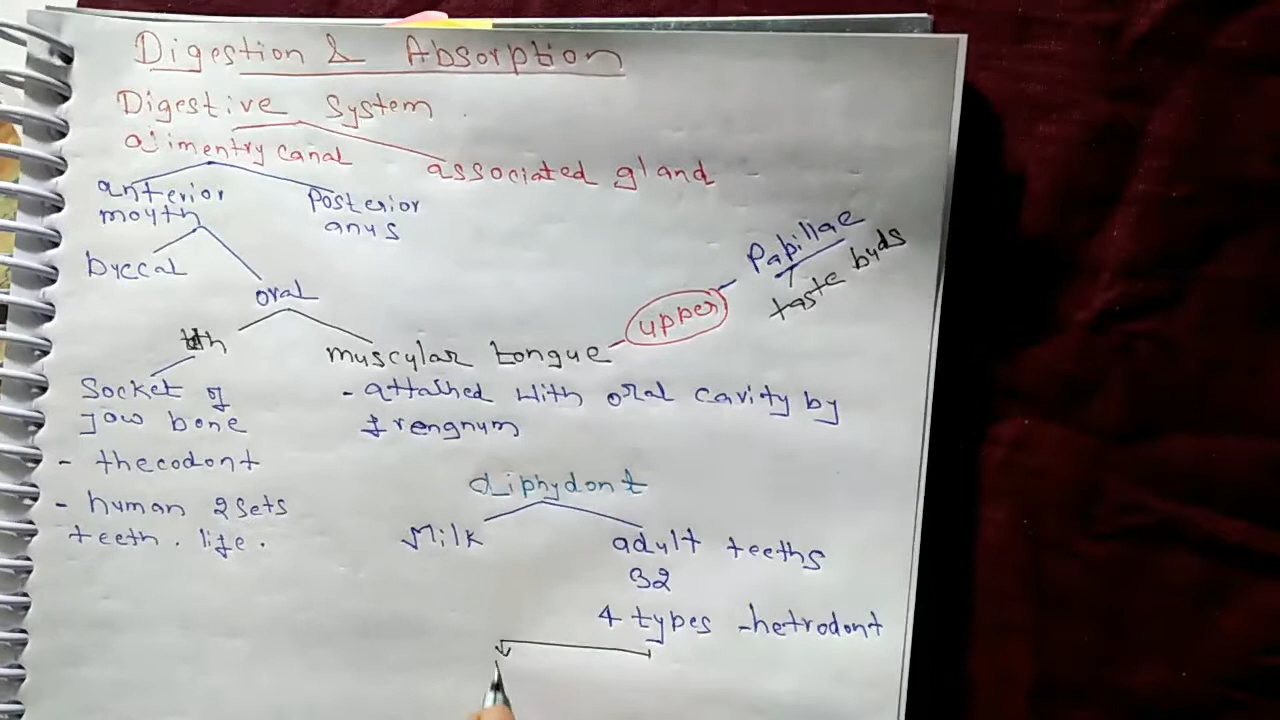 Digestion & Absorption
Digestive System
alimentry canal
associated gland
anterior
mouth
posterior
anus
buccal
oral
upper
Papillae
taste buds
muscular tongue
Socket of
Jaw bone
- thecodont
- human 2 sets
teeth. life.
- attached with oral cavity by
frengnum
diphydont
Milk
adult teeths
32
4 types - hetrodont